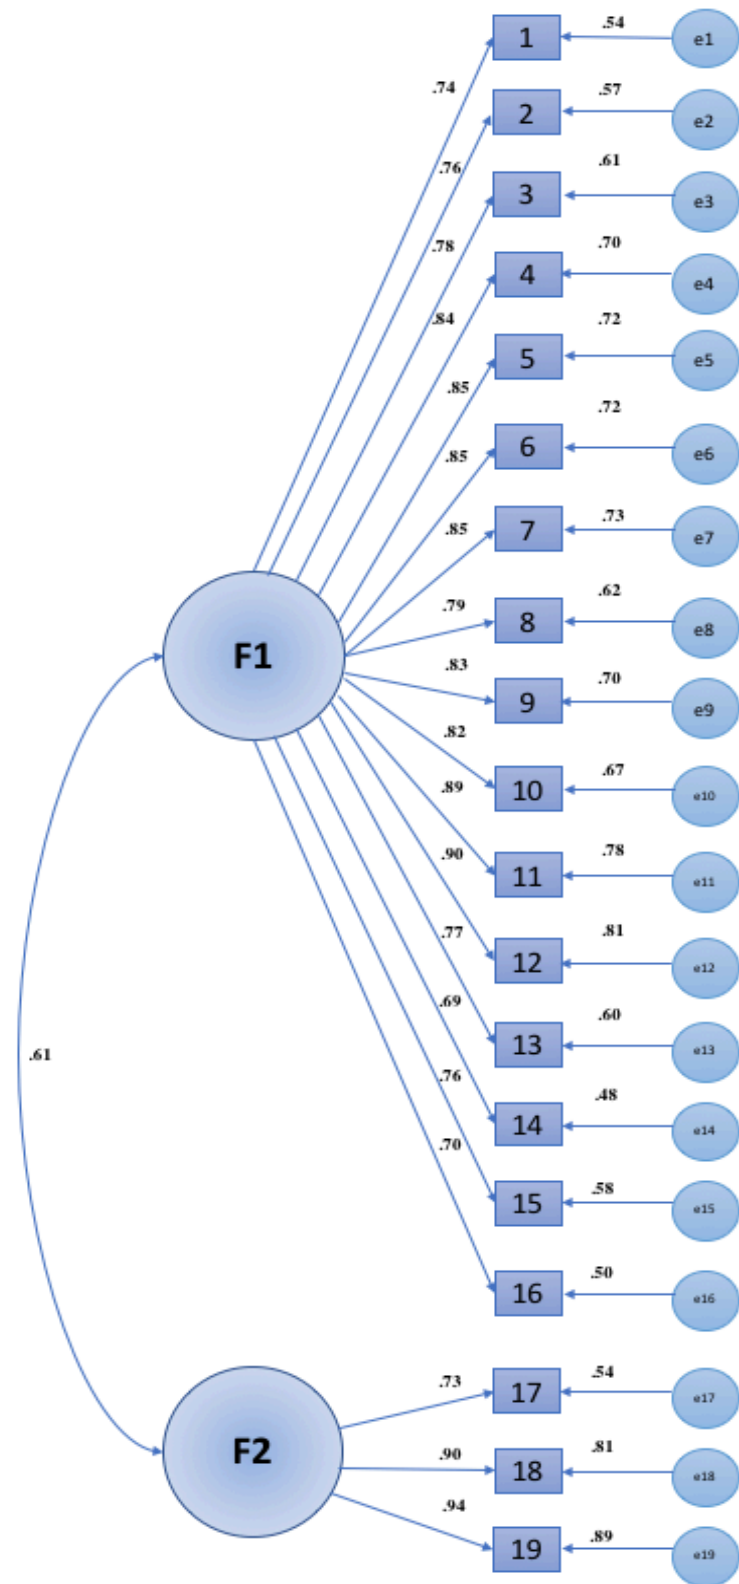 .54
1
e1
.74
.57
2
e2
.76
.61
3
e3
.78
.70
4
e4
.84
.72
5
e5
.85
.72
6
e6
.85
.73
7
e7
.85
.62
8
e8
.79
.70
9
e9
.83
.67
10
e10
.82
.78
11
e11
.89
.81
12
e12
.90
.60
13
e13
.77
.48
14
e14
.69
.58
15
e15
.76
.50
16
e16
.70
F1
.61
.54
17
e17
.73
.81
18
e18
.90
.89
19
e19
.94
F2